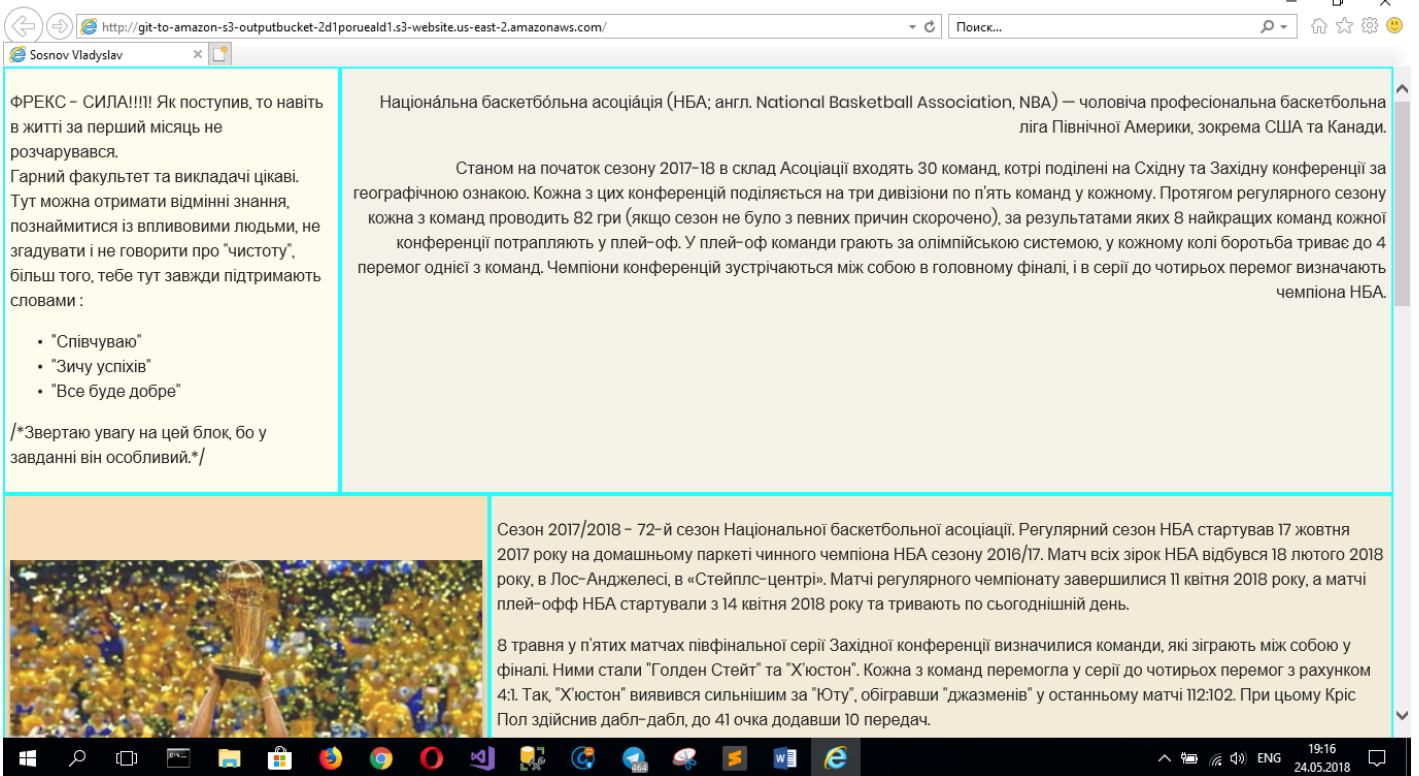 http://git-to-amazon-s3-outputbucket-2d1porueald1.s3-website.us-east-2.amazonaws.com/
Поиск...
Sosnov Vladyslav
ФРЕКС - СИЛА!!!1! Як поступив, то навіть
в житті за перший місяць не
розчарувався.
Гарний факультет та викладачі цікаві.
Тут можна отримати відмінні знання,
познаймитися із впливовими людьми, не
згадувати і не говорити про "чистоту",
більш того, тебе тут завжди підтримають
словами :
• "Співчуваю"
• "Зичу успіхів"
• "Все буде добре"
/*Звертаю увагу на цей блок, бо у
завданні він особливий.*/
Націона́льна баскетбо́льна асоціа́ція (НБА; англ. National Basketball Association, NBA) — чоловіча професіональна баскетбольна
ліга Північної Америки, зокрема США та Канади.
Станом на початок сезону 2017-18 в склад Асоціації входять 30 команд, котрі поділені на Східну та Західну конференції за
географічною ознакою. Кожна з цих конференцій поділяється на три дивізіони по п'ять команд у кожному. Протягом регулярного сезону
кожна з команд проводить 82 гри (якщо сезон не було з певних причин скорочено), за результатами яких 8 найкращих команд кожної
конференції потрапляють у плей-оф. У плей-оф команди грають за олімпійською системою, у кожному колі боротьба триває до 4
перемог однієї з команд. Чемпіони конференцій зустрічаються між собою в головному фіналі, і в серії до чотирьох перемог визначають
чемпіона НБА.
Сезон 2017/2018 - 72-й сезон Національної баскетбольної асоціації. Регулярний сезон НБА стартував 17 жовтня
2017 року на домашньому паркеті чинного чемпіона НБА сезону 2016/17. Матч всіх зірок НБА відбувся 18 лютого 2018
року, в Лос-Анджелесі, в «Стейплс-центрі». Матчі регулярного чемпіонату завершилися 11 квітня 2018 року, а матчі
плей-офф НБА стартували з 14 квітня 2018 року та тривають по сьогоднішній день.
8 травня у п'ятих матчах півфінальної серії Західної конференції визначилися команди, які зіграють між собою у
фіналі. Ними стали "Голден Стейт" та "Х'юстон". Кожна з команд перемогла у серії до чотирьох перемог з рахунком
4:1. Так, "Х'юстон" виявився сильнішим за "Юту", обігравши "джазменів" у останньому матчі 112:102. При цьому Кріс
Пол здійснив дабл-дабл, до 41 очка додавши 10 передач.
464
ENG
19:16
24.05.2018